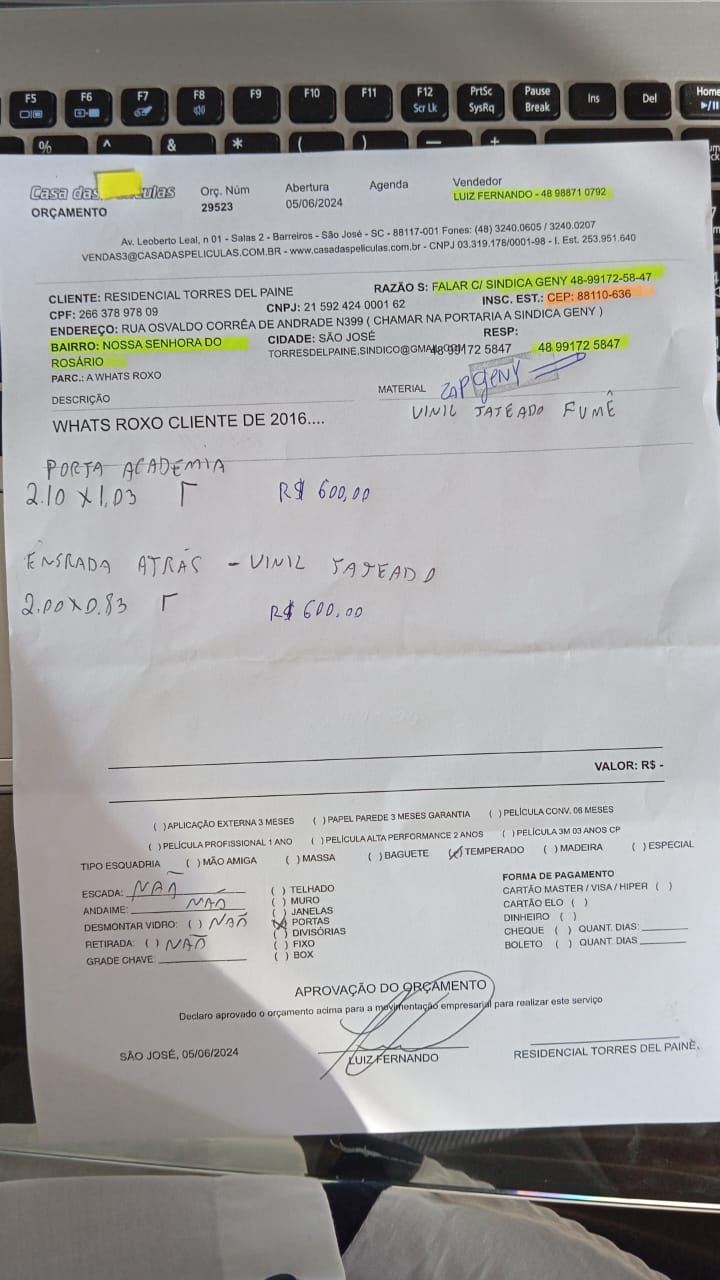 F5 F6 F7 F8 F9 F10 F11 F12 PrtSc Pause Home
Scr Lk SysRq Break Ins Del
% ^ & * ( ) — +
Casa das ulas
ORÇAMENTO
Orç. Núm
29523
Abertura
05/06/2024
Agenda
Vendedor
LUIZ FERNANDO - 48 98871 0792
Av. Leoberto Leal, n 01 - Salas 2 - Barreiros - São José - SC - 88117-001 Fones: (48) 3240.0605 / 3240.0207
VENDAS3@CASADASPELICULAS.COM.BR - www.casadaspeliculas.com.br - CNPJ 03.319.178/0001-98 - I. Est. 253.951.640
CLIENTE: RESIDENCIAL TORRES DEL PAINE RAZÃO S: FALAR C/ SINDICA GENY 48-99172-58-47
CPF: 266 378 978 09 CNPJ: 21 592 424 0001 62 INSC. EST.: CEP: 88110-636
ENDEREÇO: RUA OSVALDO CORRÊA DE ANDRADE N399 ( CHAMAR NA PORTARIA A SINDICA GENY )
BAIRRO: NOSSA SENHORA DO CIDADE: SÃO JOSÉ RESP:
ROSÁRIO TORRESDELPAINE.SINDICO@GMAIL.COM 48 99172 5847 48 99172 5847
PARC.: A WHATS ROXO
MATERIAL ZAP GENY
DESCRIÇÃO
VINIL JATEADO FUMÊ
WHATS ROXO CLIENTE DE 2016....
PORTA ACADEMIA
2.10 X 1,03 R$ 600,00
ENTRADA ATRÁS - VINIL JATEADO
2.00 X 0.83 R$ 600.00
VALOR: R$ -
( ) APLICAÇÃO EXTERNA 3 MESES ( ) PAPEL PAREDE 3 MESES GARANTIA ( ) PELÍCULA CONV. 06 MESES
( ) PELÍCULA PROFISSIONAL 1 ANO ( ) PELÍCULA ALTA PERFORMANCE 2 ANOS ( ) PELÍCULA 3M 03 ANOS CP
TIPO ESQUADRIA ( ) MÃO AMIGA ( ) MASSA ( ) BAGUETE ( ) TEMPERADO ( ) MADEIRA ( ) ESPECIAL
ESCADA: NÃO
ANDAIME: NÃO
DESMONTAR VIDRO: ( ) NÃO
RETIRADA: ( ) NÃO
GRADE CHAVE:
( ) TELHADO
( ) MURO
( ) JANELAS
(X) PORTAS
( ) DIVISÓRIAS
( ) FIXO
( ) BOX
FORMA DE PAGAMENTO
CARTÃO MASTER / VISA / HIPER ( )
CARTÃO ELO ( )
DINHEIRO ( )
CHEQUE ( ) QUANT. DIAS:
BOLETO ( ) QUANT. DIAS
APROVAÇÃO DO ORÇAMENTO
Declaro aprovado o orçamento acima para a movimentação empresarial para realizar este serviço
SÃO JOSÉ, 05/06/2024
LUIZ FERNANDO
RESIDENCIAL TORRES DEL PAINE.